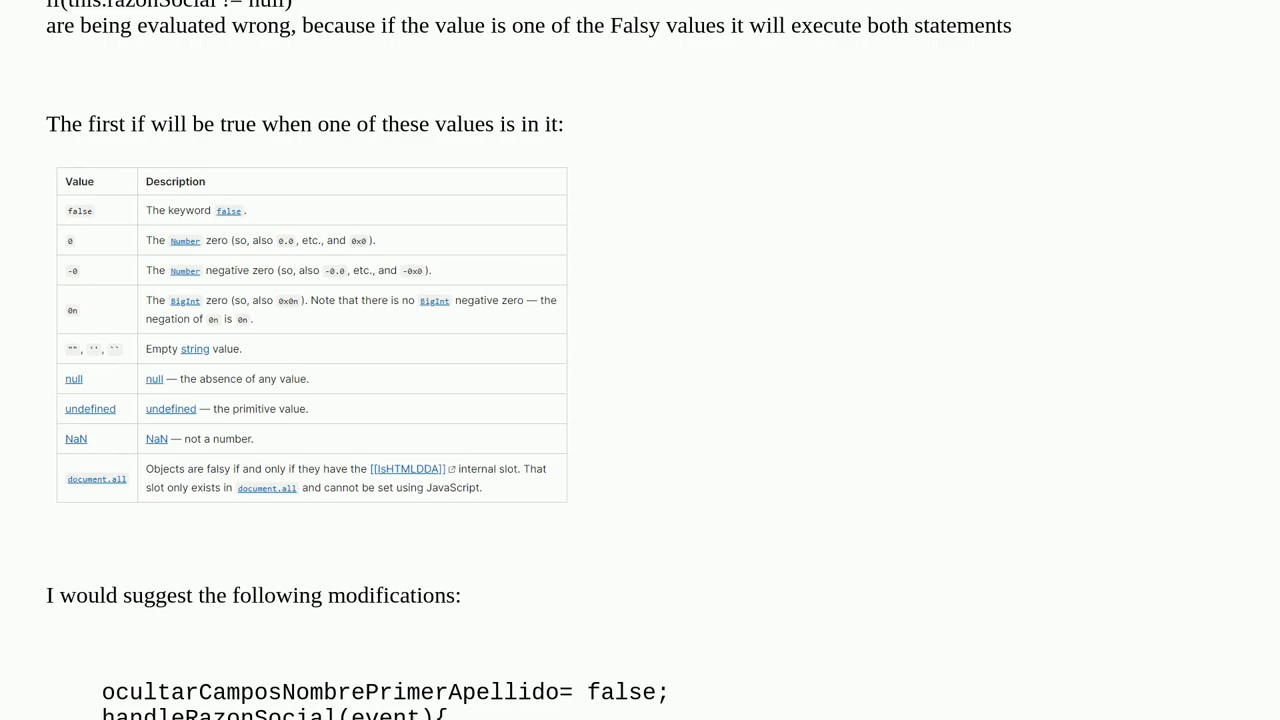 if(this.razonSocial != null)
are being evaluated wrong, because if the value is one of the Falsy values it will execute both statements
The first if will be true when one of these values is in it:
Value Description
false The keyword false.
0 The Number zero (so, also 0.0, etc., and 0x0).
-0 The Number negative zero (so, also -0.0, etc., and -0x0).
0n The BigInt zero (so, also 0x0n). Note that there is no BigInt negative zero — the
negation of 0n is 0n.
"", '', `` Empty string value.
null null — the absence of any value.
undefined undefined — the primitive value.
NaN NaN — not a number.
document.all Objects are falsy if and only if they have the [[IsHTMLDDA]] internal slot. That
slot only exists in document.all and cannot be set using JavaScript.
I would suggest the following modifications:
ocultarCamposNombrePrimerApellido= false;
handleRazonSocial(event){